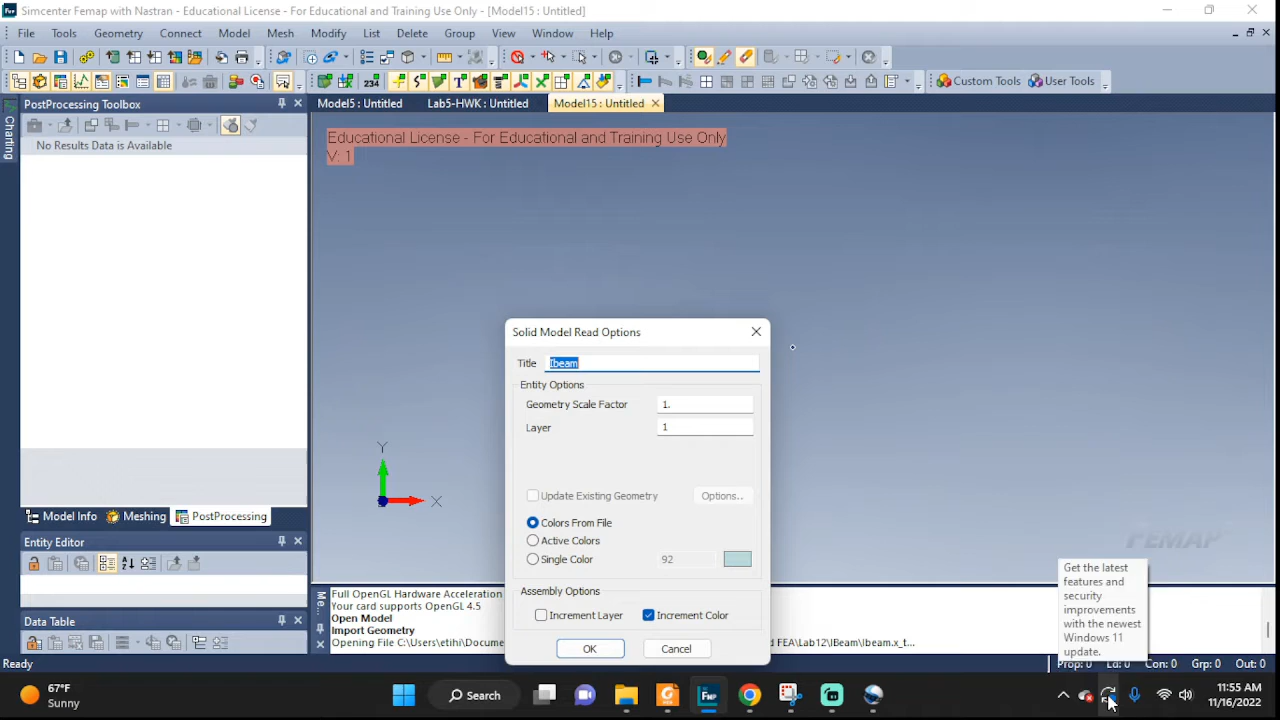 Simcenter Femap with Nastran - Educational License - For Educational and Training Use Only - [Model15 : Untitled]
File Tools Geometry Connect Model Mesh Modify List Delete Group View Window Help
234
Custom Tools User Tools
PostProcessing Toolbox
Model5 : Untitled Lab5-HWK : Untitled Model15 : Untitled
Charting
No Results Data is Available
Educational License - For Educational and Training Use Only
V: 1
Solid Model Read Options
Title Ibeam
Entity Options
Geometry Scale Factor 1.
Layer 1
Y
X
Update Existing Geometry Options..
Colors From File
Active Colors
Single Color 92
Assembly Options
Increment Layer Increment Color
OK Cancel
Model Info Meshing PostProcessing
Entity Editor
Data Table
FEMAP
Me...
Full OpenGL Hardware Acceleration
Your card supports OpenGL 4.5
Open Model
Import Geometry
Opening File C:\Users\etihi\Docume
d FEA\Lab12\IBeam\Ibeam.x_t...
Get the latest
features and
security
improvements
with the newest
Windows 11
update.
Ready
Prop: 0 Ld: 0 Con: 0 Grp: 0 Out: 0
67°F
Sunny
Search
FMP
11:55 AM
11/16/2022